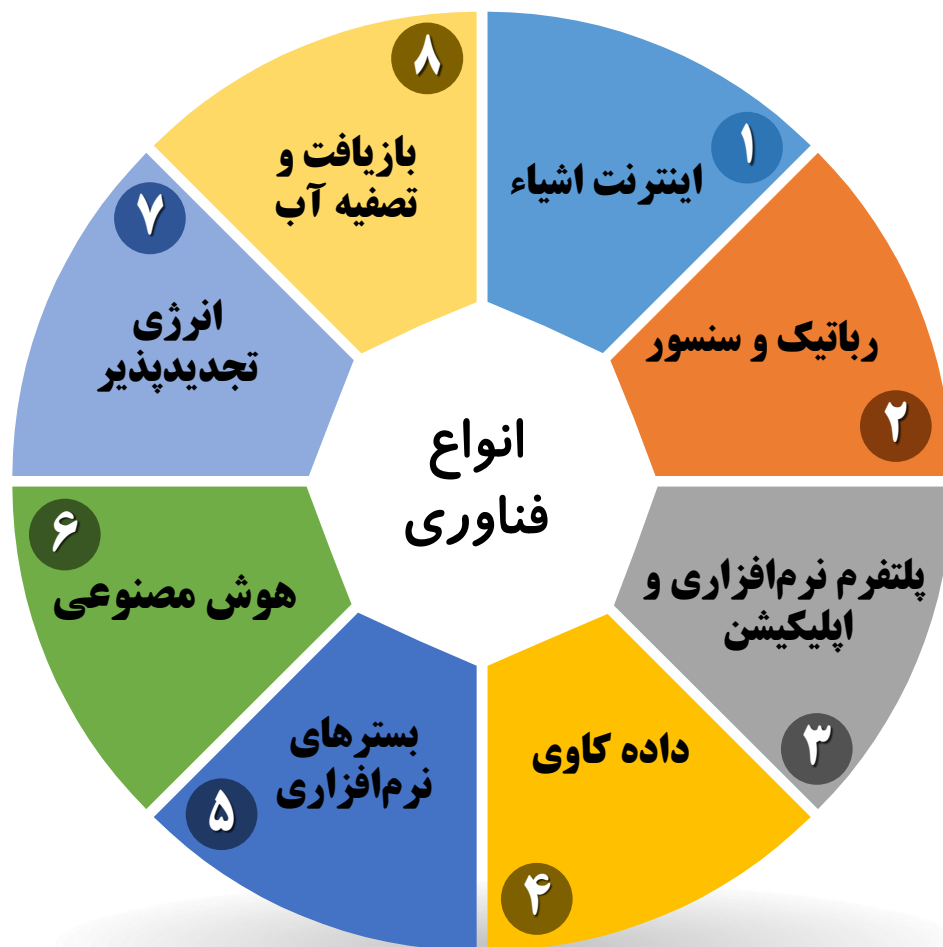 انواع
فناوری
۱
اینترنت اشیاء
۲
رباتیک و سنسور
۳
پلتفرم نرم‌افزاری و
اپلیکیشن
۴
داده کاوی
۵
بسترهای
نرم‌افزاری
۶
هوش مصنوعی
۷
انرژی
تجدیدپذیر
۸
بازیافت و
تصفیه آب